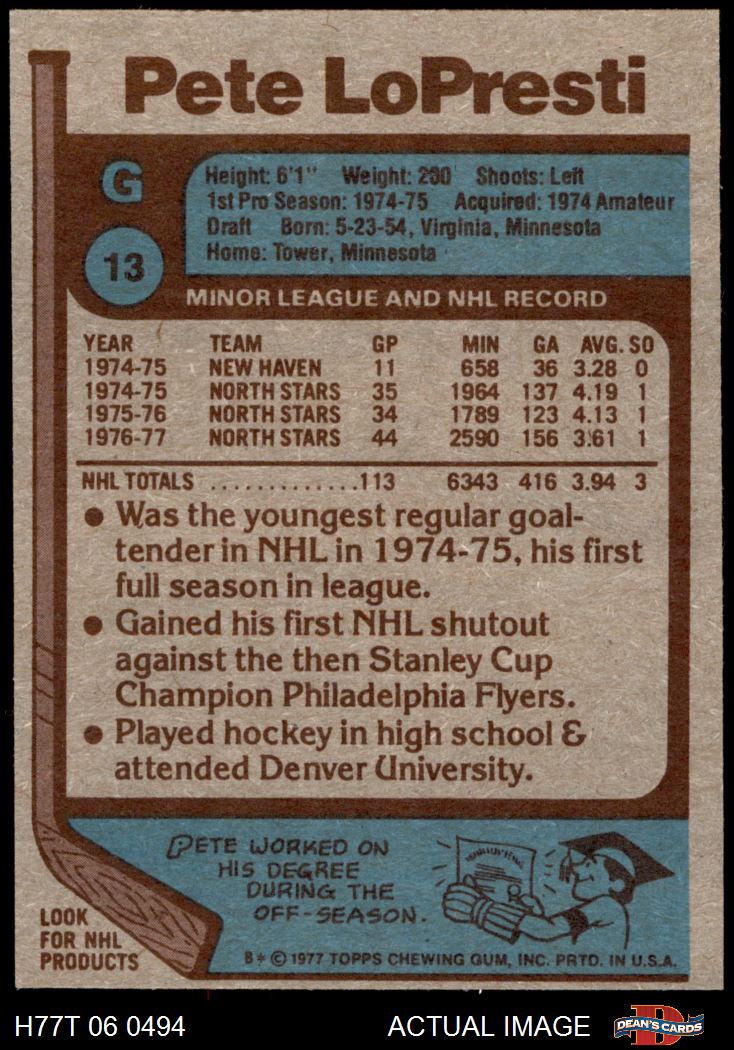 Pete LoPresti
G
Height: 6'1" Weight: 200 Shoots: Left
1st Pro Season: 1974-75 Acquired: 1974 Amateur
Draft Born: 5-23-54, Virginia, Minnesota
Home: Tower, Minnesota
13
MINOR LEAGUE AND NHL RECORD
YEAR TEAM GP MIN GA AVG. SO
1974-75 NEW HAVEN 11 658 36 3.28 0
1974-75 NORTH STARS 35 1964 137 4.19 1
1975-76 NORTH STARS 34 1789 123 4.13 1
1976-77 NORTH STARS 44 2590 156 3.61 1
NHL TOTALS .............113 6343 416 3.94 3
● Was the youngest regular goal-
tender in NHL in 1974-75, his first
full season in league.
● Gained his first NHL shutout
against the then Stanley Cup
Champion Philadelphia Flyers.
● Played hockey in high school &
attended Denver University.
PETE WORKED ON
HIS DEGREE
DURING THE
OFF-SEASON.
LOOK
FOR NHL
PRODUCTS
B * © 1977 TOPPS CHEWING GUM, INC. PRTD. IN U.S.A.
H77T 06 0494 ACTUAL IMAGE
D
DEAN'S CARDS